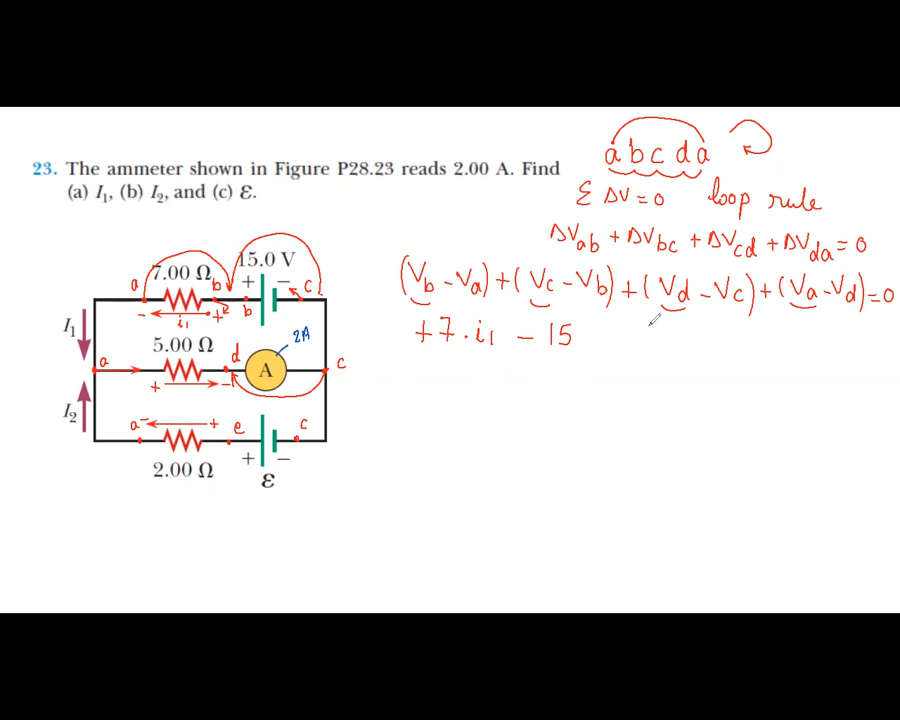 23. The ammeter shown in Figure P28.23 reads 2.00 A. Find
(a) I₁, (b) I₂, and (c) ε.
a b c d a
Σ ΔV = 0 loop rule
ΔVab + ΔVbc + ΔVcd + ΔVda = 0
(Vb - Va) + (Vc - Vb) + (Vd - Vc) + (Va - Vd) = 0
+7.i₁ - 15
15.0 V
7.00 Ω
a b + - c
- i₁ + b
I₁
5.00 Ω
2A
a d A c
+ -
I₂
a - + e c
2.00 Ω
+ -
ε